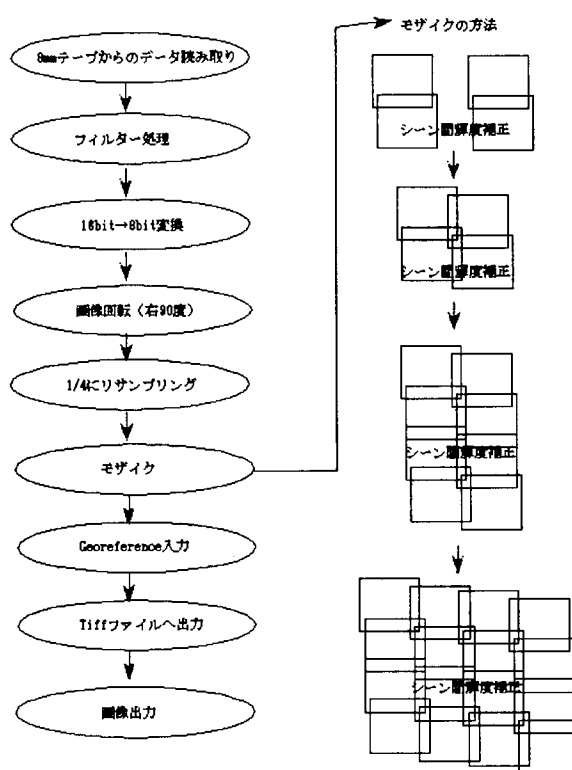 8mmテープからのデータ読み取り
フィルター処理
16bit→8bit変換
画像回転（右90度）
1/4にリサンプリング
モザイク
Georeference入力
Tiffファイルへ出力
画像出力
モザイクの方法
シーン間輝度補正
シーン間輝度補正
シーン間輝度補正
シーン間輝度補正